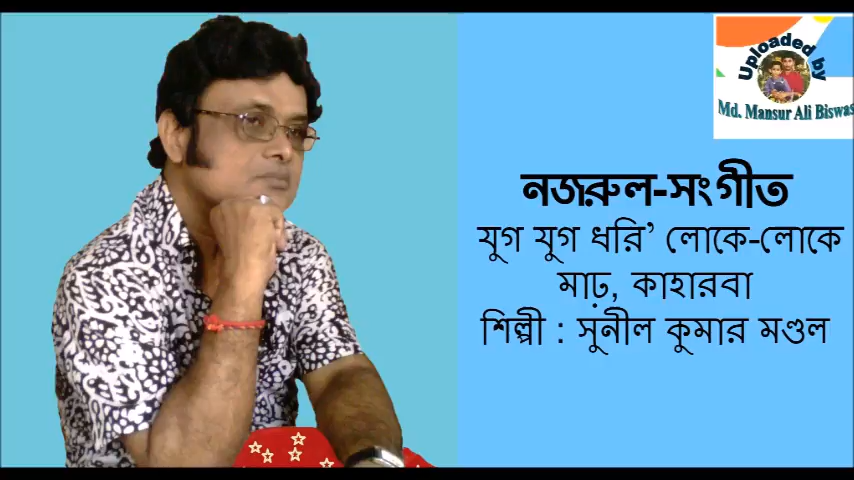 Uploaded by
Md. Mansur Ali Biswas
নজরুল-সংগীত
যুগ যুগ ধরি’ লোকে-লোকে
মাঢ়, কাহারবা
শিল্পী : সুনীল কুমার মণ্ডল